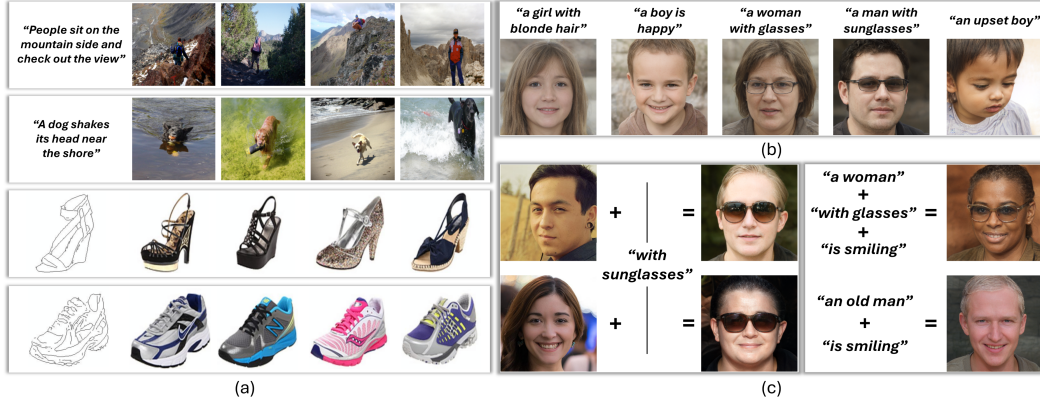 “People sit on the
mountain side and
check out the view”
“A dog shakes
its head near
the shore”
(a)
“a girl with
blonde hair”
“a boy is
happy”
“a woman
with glasses”
“a man with
sunglasses”
“an upset boy”
(b)
+
=
“with
sunglasses”
+
=
“a woman”
+
“with glasses” =
+
“is smiling”
“an old man”
+
=
“is smiling”
(c)